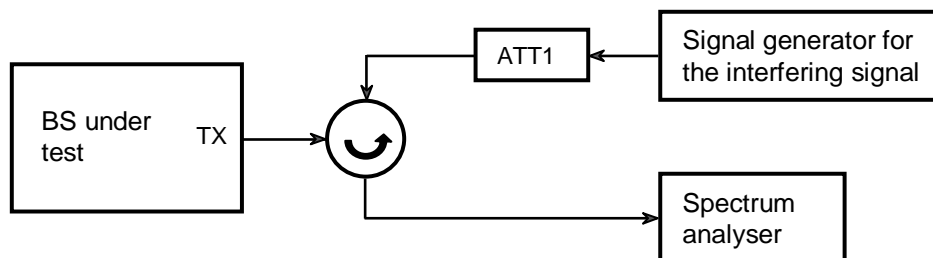 BS under
test
TX
ATT1
Signal generator for
the interfering signal
Spectrum
analyser